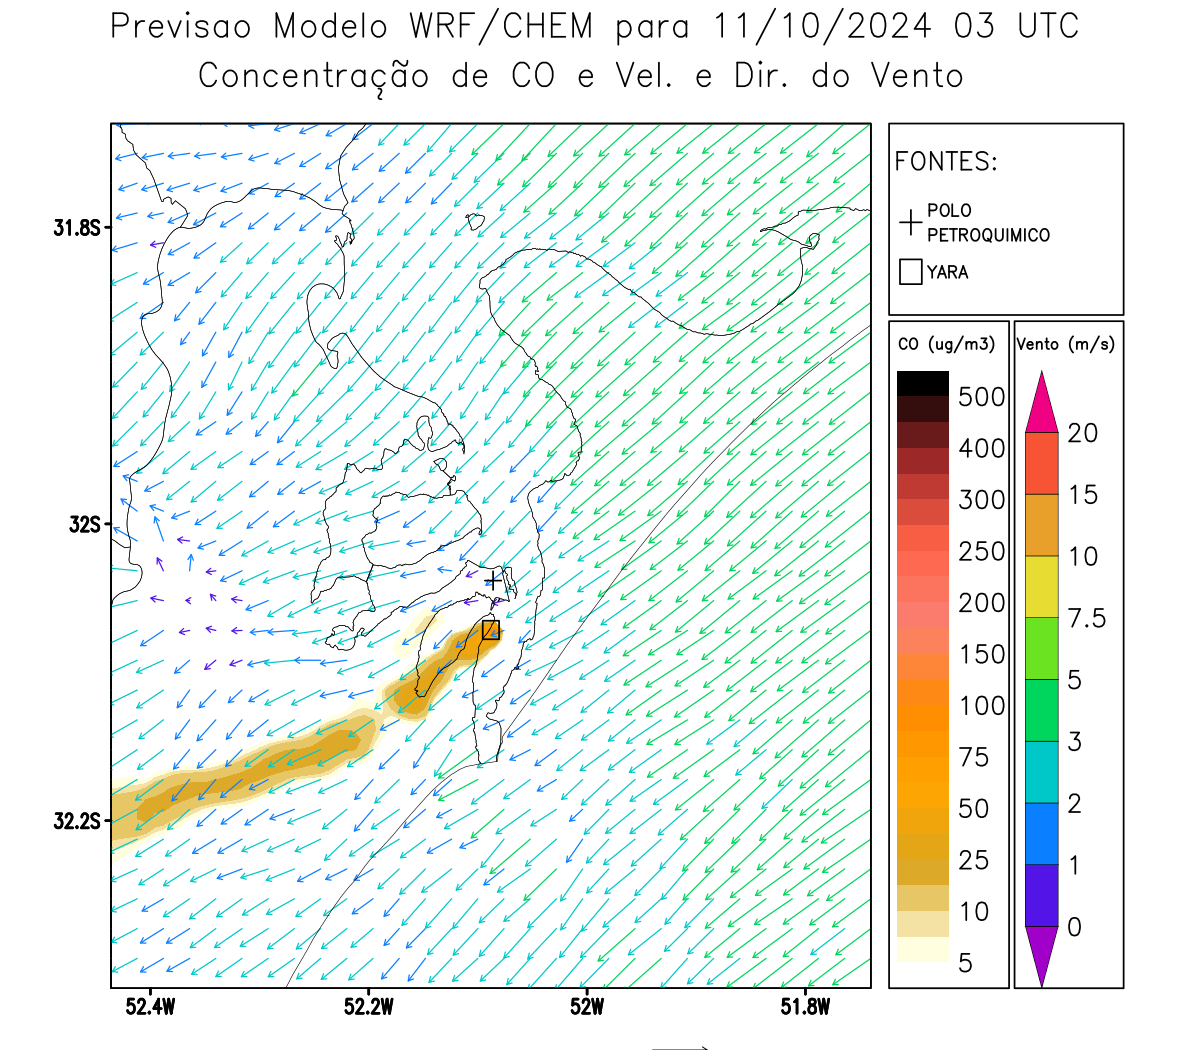 Previsao Modelo WRF/CHEM para 11/10/2024 03 UTC
Concentração de CO e Vel. e Dir. do Vento
FONTES:
POLO
PETROQUIMICO
YARA
CO (ug/m3)
500
400
300
250
200
150
100
75
50
25
10
5
Vento (m/s)
20
15
10
7.5
5
3
2
1
0
31.8S
32S
32.2S
52.4W
52.2W
52W
51.8W